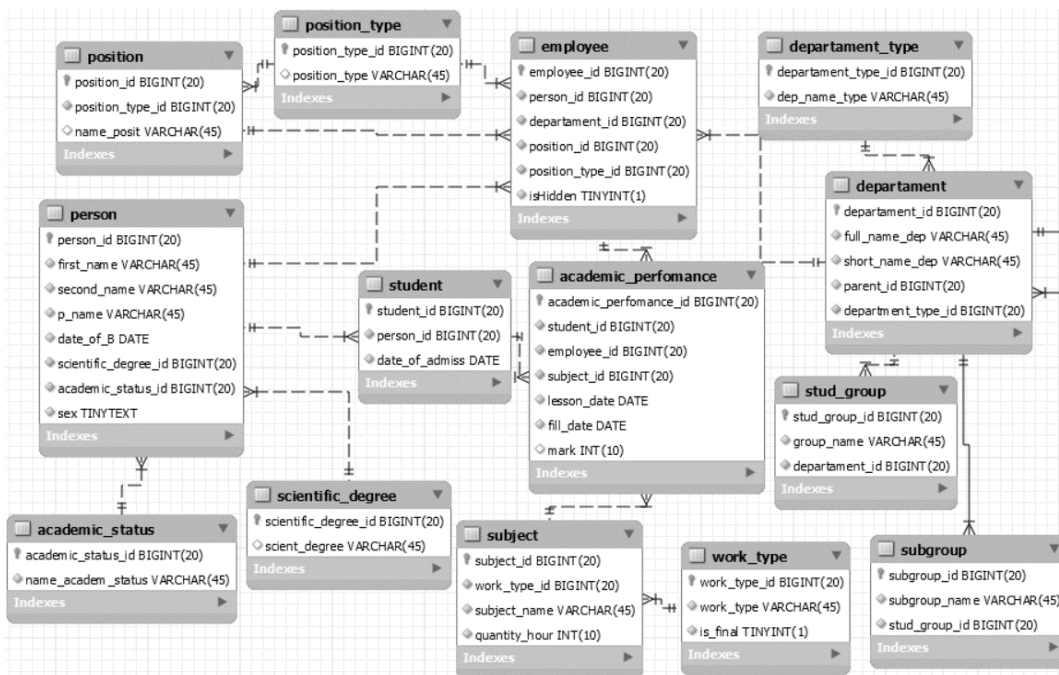 position
position_id BIGINT(20)
position_type_id BIGINT(20)
name_posit VARCHAR(45)
Indexes
position_type
position_type_id BIGINT(20)
position_type VARCHAR(45)
Indexes
employee
employee_id BIGINT(20)
person_id BIGINT(20)
departament_id BIGINT(20)
position_id BIGINT(20)
position_type_id BIGINT(20)
isHidden TINYINT(1)
Indexes
departament_type
departament_type_id BIGINT(20)
dep_name_type VARCHAR(45)
Indexes
departament
departament_id BIGINT(20)
full_name_dep VARCHAR(45)
short_name_dep VARCHAR(45)
parent_id BIGINT(20)
department_type_id BIGINT(20)
Indexes
person
person_id BIGINT(20)
first_name VARCHAR(45)
second_name VARCHAR(45)
p_name VARCHAR(45)
date_of_B DATE
scientific_degree_id BIGINT(20)
academic_status_id BIGINT(20)
sex TINYTEXT
Indexes
student
student_id BIGINT(20)
person_id BIGINT(20)
date_of_admiss DATE
Indexes
academic_perfomance
academic_perfomance_id BIGINT(20)
student_id BIGINT(20)
employee_id BIGINT(20)
subject_id BIGINT(20)
lesson_date DATE
fill_date DATE
mark INT(10)
Indexes
stud_group
stud_group_id BIGINT(20)
group_name VARCHAR(45)
departament_id BIGINT(20)
Indexes
academic_status
academic_status_id BIGINT(20)
name_academ_status VARCHAR(45)
Indexes
scientific_degree
scientific_degree_id BIGINT(20)
scient_degree VARCHAR(45)
Indexes
subject
subject_id BIGINT(20)
work_type_id BIGINT(20)
subject_name VARCHAR(45)
quantity_hour INT(10)
Indexes
work_type
work_type_id BIGINT(20)
work_type VARCHAR(45)
is_final TINYINT(1)
Indexes
subgroup
subgroup_id BIGINT(20)
subgroup_name VARCHAR(45)
stud_group_id BIGINT(20)
Indexes